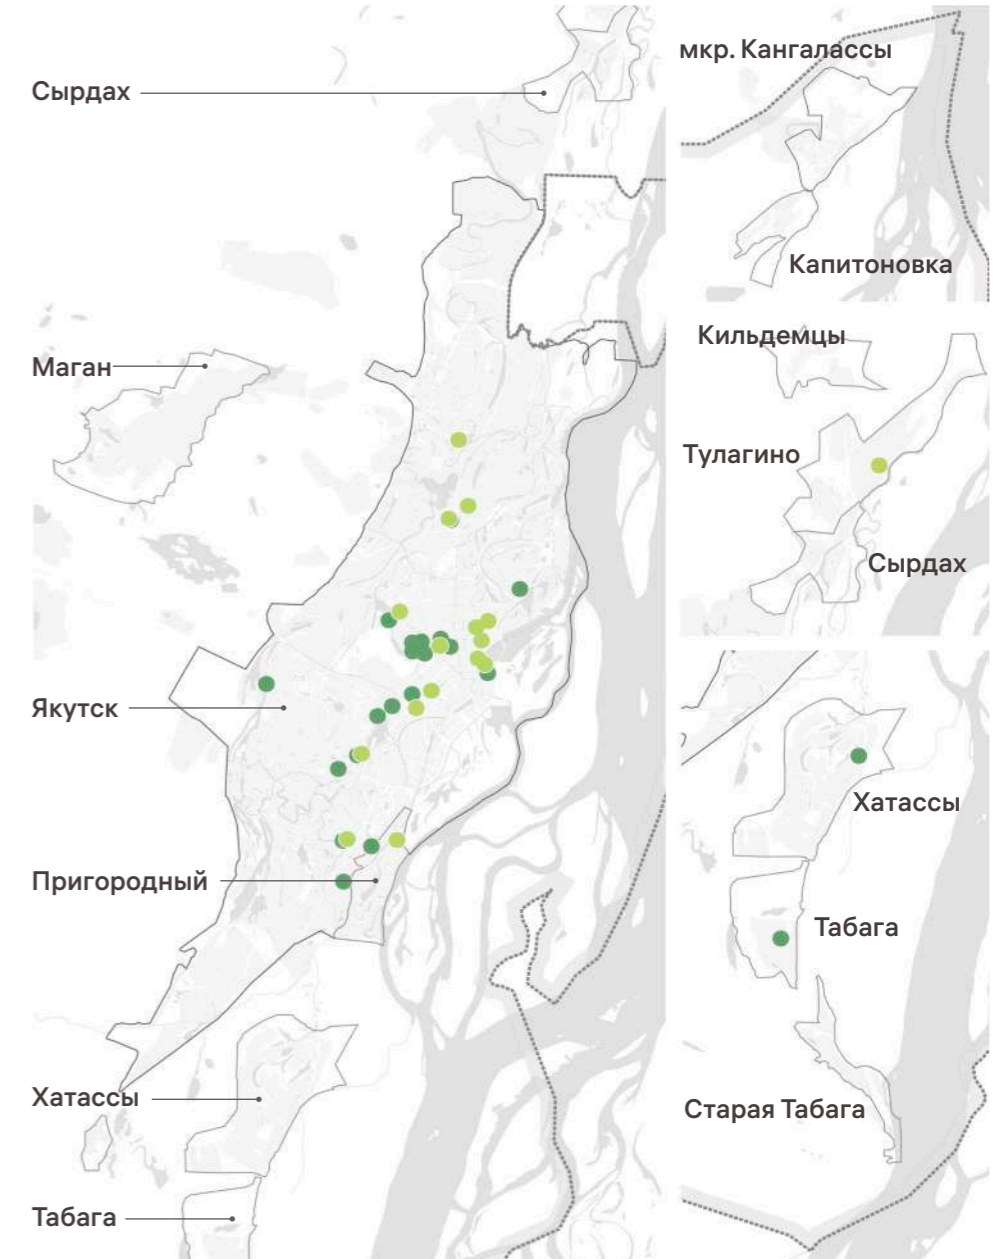 Сырдах
Маган
Якутск
Пригородный
Хатассы
Табага
мкр. Кангалассы
Капитоновка
Кильдемцы
Тулагино
Сырдах
Хатассы
Табага
Старая Табага